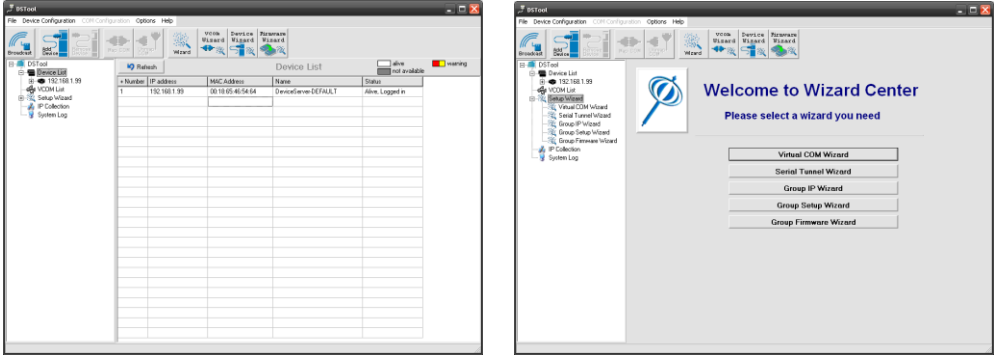 DSTool
File Device Configuration COM Configuration Options Help
Broadcast
Add Device
Wizard
VCOM Wizard
Device Wizard
Firmware Wizard
DSTool
Device List
192.168.1.99
VCOM List
Setup Wizard
IP Collection
System Log
Refresh
Device List
alive
not available
warning
+ Number IP address MAC Address Name Status
1 192.168.1.99 00:18:65:46:54:64 DeviceServer-DEFAULT Alive, Logged in
DSTool
File Device Configuration COM Configuration Options Help
Broadcast
Add Device
Wizard
VCOM Wizard
Device Wizard
Firmware Wizard
DSTool
Device List
192.168.1.99
VCOM List
Setup Wizard
Virtual COM Wizard
Serial Tunnel Wizard
Group IP Wizard
Group Setup Wizard
Group Firmware Wizard
IP Collection
System Log
Welcome to Wizard Center
Please select a wizard you need
Virtual COM Wizard
Serial Tunnel Wizard
Group IP Wizard
Group Setup Wizard
Group Firmware Wizard